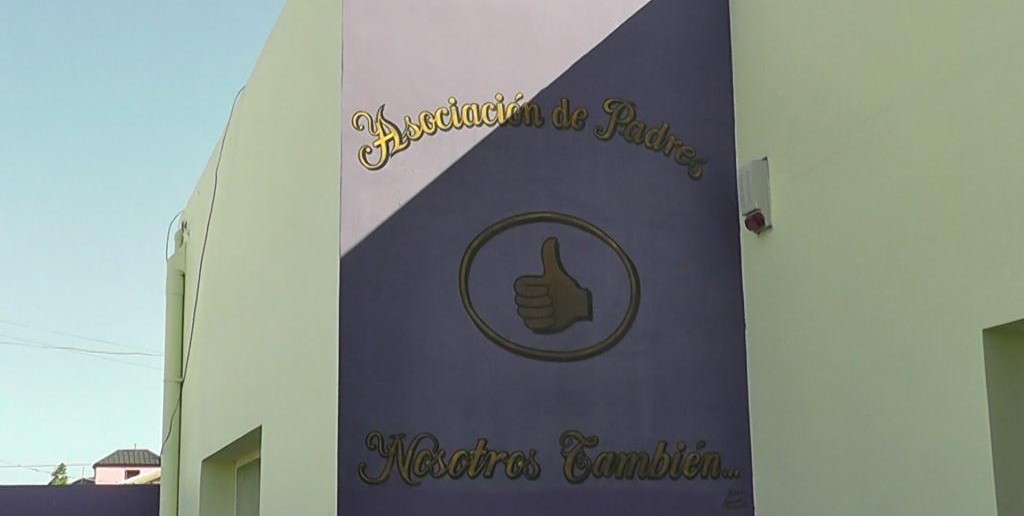 Asociación de Padres
Nosotros También...